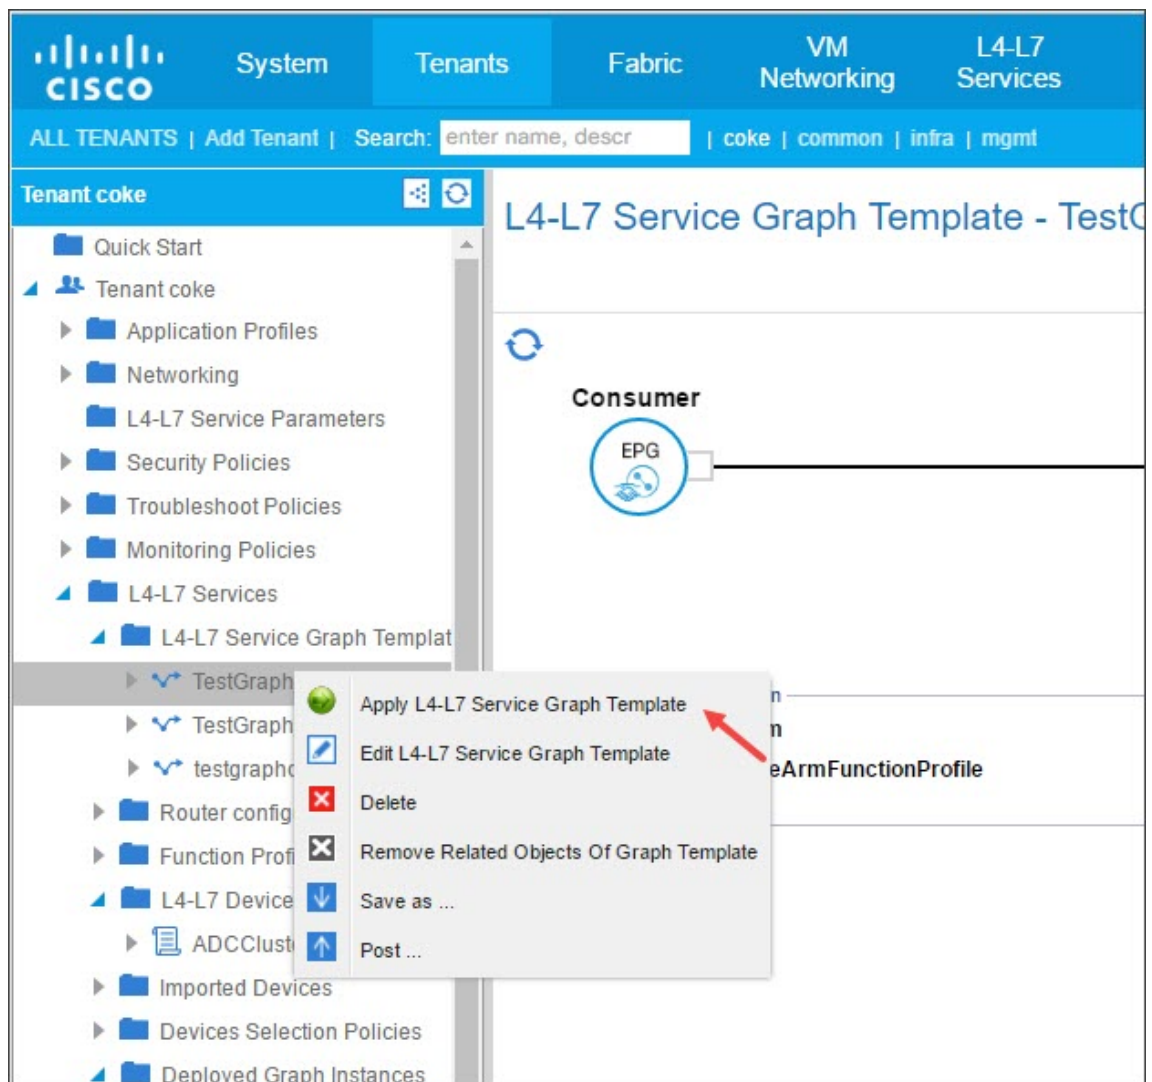 CISCO
System
Tenants
Fabric
VM
Networking
L4-L7
Services
ALL TENANTS | Add Tenant | Search: enter name, descr | coke | common | infra | mgmt
Tenant coke
Quick Start
Tenant coke
Application Profiles
Networking
L4-L7 Service Parameters
Security Policies
Troubleshoot Policies
Monitoring Policies
L4-L7 Services
L4-L7 Service Graph Templat
TestGraph
TestGraph
testgraph
Router config
Function Prof
L4-L7 Device
ADCClust
Imported Devices
Devices Selection Policies
Deployed Graph Instances
L4-L7 Service Graph Template - Test
Consumer
EPG
Apply L4-L7 Service Graph Template
Edit L4-L7 Service Graph Template
Delete
Remove Related Objects Of Graph Template
Save as ...
Post ...
eArmFunctionProfile